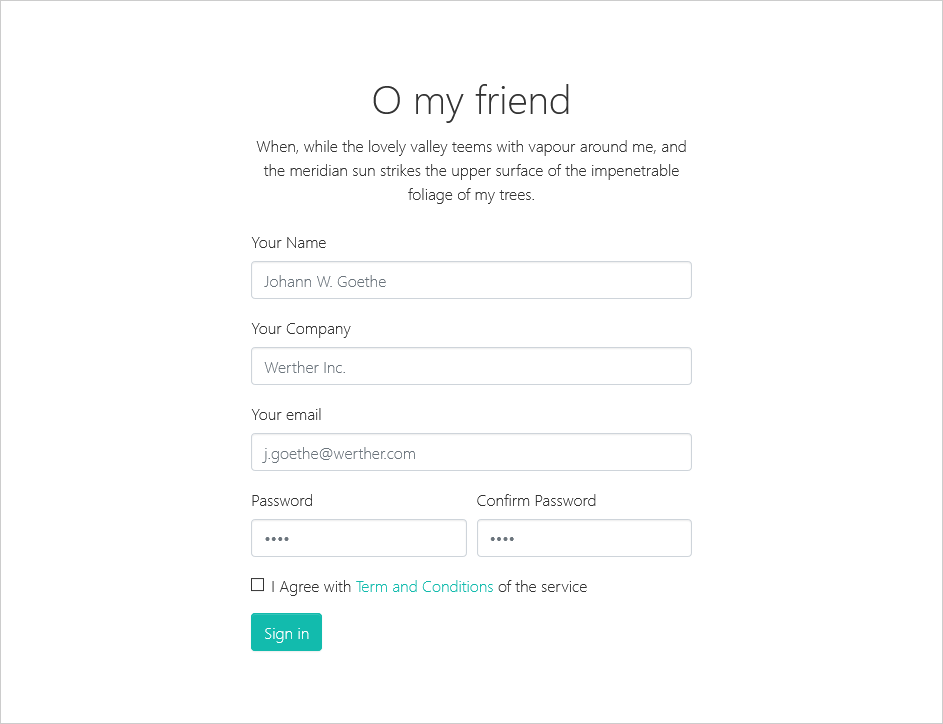 O my friend
When, while the lovely valley teems with vapour around me, and
the meridian sun strikes the upper surface of the impenetrable
foliage of my trees.
Your Name
Johann W. Goethe
Your Company
Werther Inc.
Your email
j.goethe@werther.com
Password Confirm Password
•••• ••••
I Agree with Term and Conditions of the service
Sign in